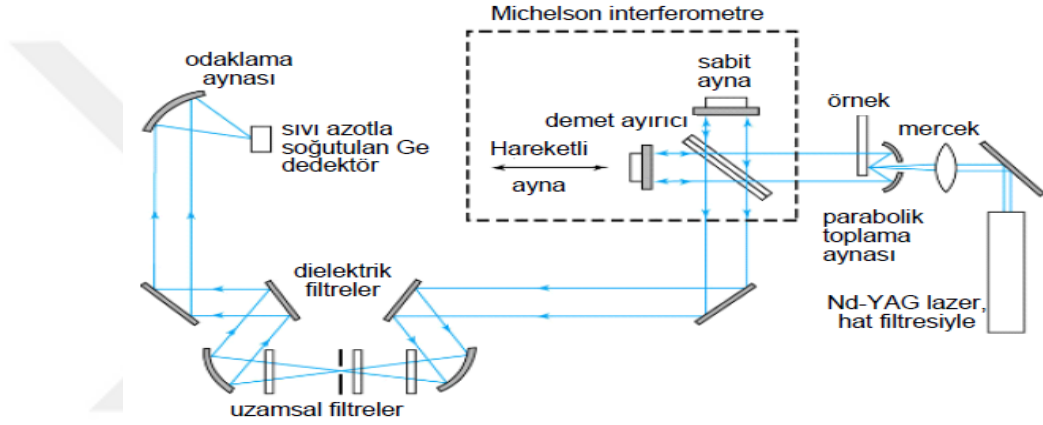 Michelson interferometre
odaklama
aynası
sabit
ayna
örnek
sıvı azotla
soğutulan Ge
dedektör
demet ayırıcı
mercek
Hareketli
ayna
parabolik
toplama
aynası
dielektrik
filtreler
Nd-YAG lazer,
hat filtresiyle
uzamsal filtreler